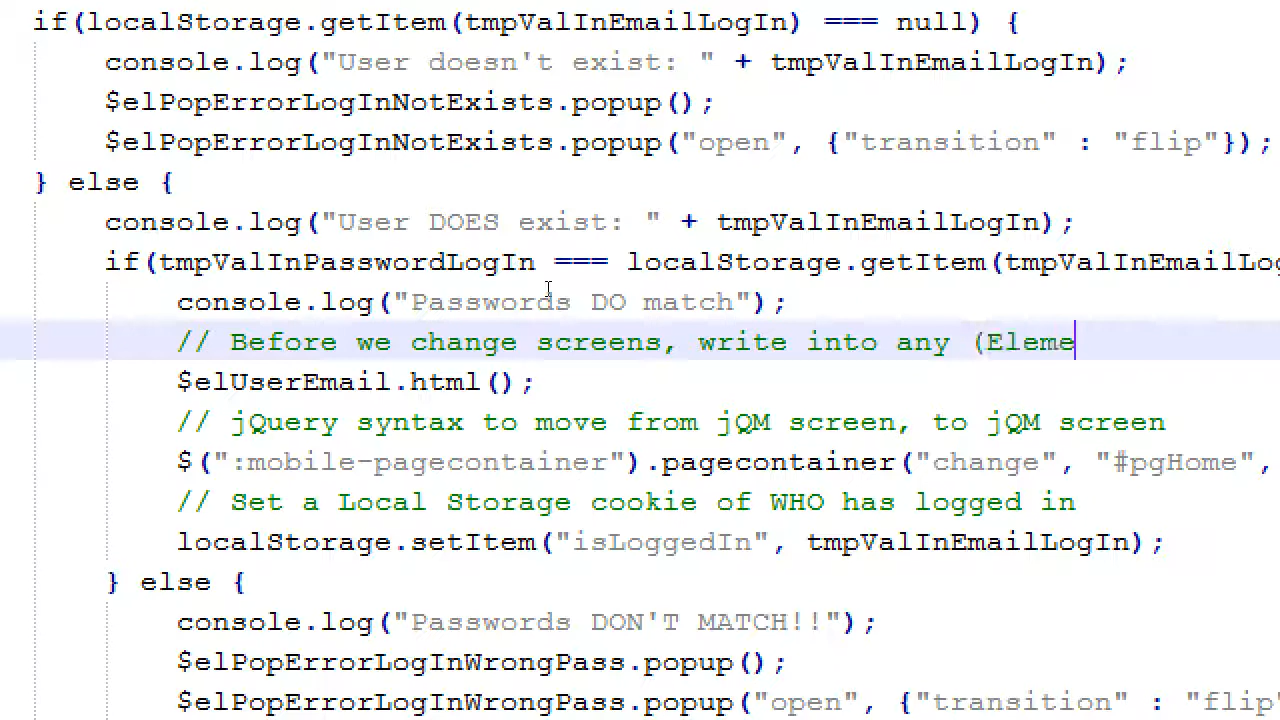 if(localStorage.getItem(tmpValInEmailLogIn) === null) {
console.log("User doesn't exist: " + tmpValInEmailLogIn);
$elPopErrorLogInNotExists.popup();
$elPopErrorLogInNotExists.popup("open", {"transition" : "flip"});
} else {
console.log("User DOES exist: " + tmpValInEmailLogIn);
if(tmpValInPasswordLogIn === localStorage.getItem(tmpValInEmailLog
console.log("Passwords DO match");
// Before we change screens, write into any (Eleme
$elUserEmail.html();
// jQuery syntax to move from jQM screen, to jQM screen
$(":mobile-pagecontainer").pagecontainer("change", "#pgHome",
// Set a Local Storage cookie of WHO has logged in
localStorage.setItem("isLoggedIn", tmpValInEmailLogIn);
} else {
console.log("Passwords DON'T MATCH!!");
$elPopErrorLogInWrongPass.popup();
$elPopErrorLogInWrongPass.popup("open", {"transition" : "flip"